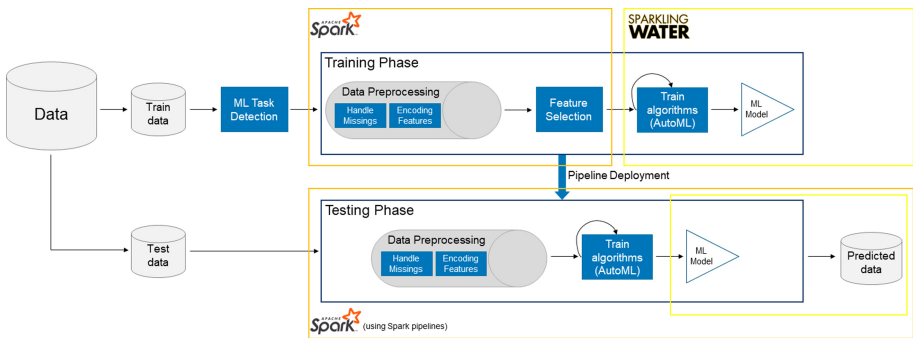 APACHE
Spark
SPARKLING
WATER
Training Phase
Data
Train
data
ML Task
Detection
Data Preprocessing
Handle
Missings
Encoding
Features
Feature
Selection
Train
algorithms
(AutoML)
ML
Model
Pipeline Deployment
Testing Phase
Test
data
Data Preprocessing
Handle
Missings
Encoding
Features
Train
algorithms
(AutoML)
ML
Model
Predicted
data
APACHE
Spark (using Spark pipelines)